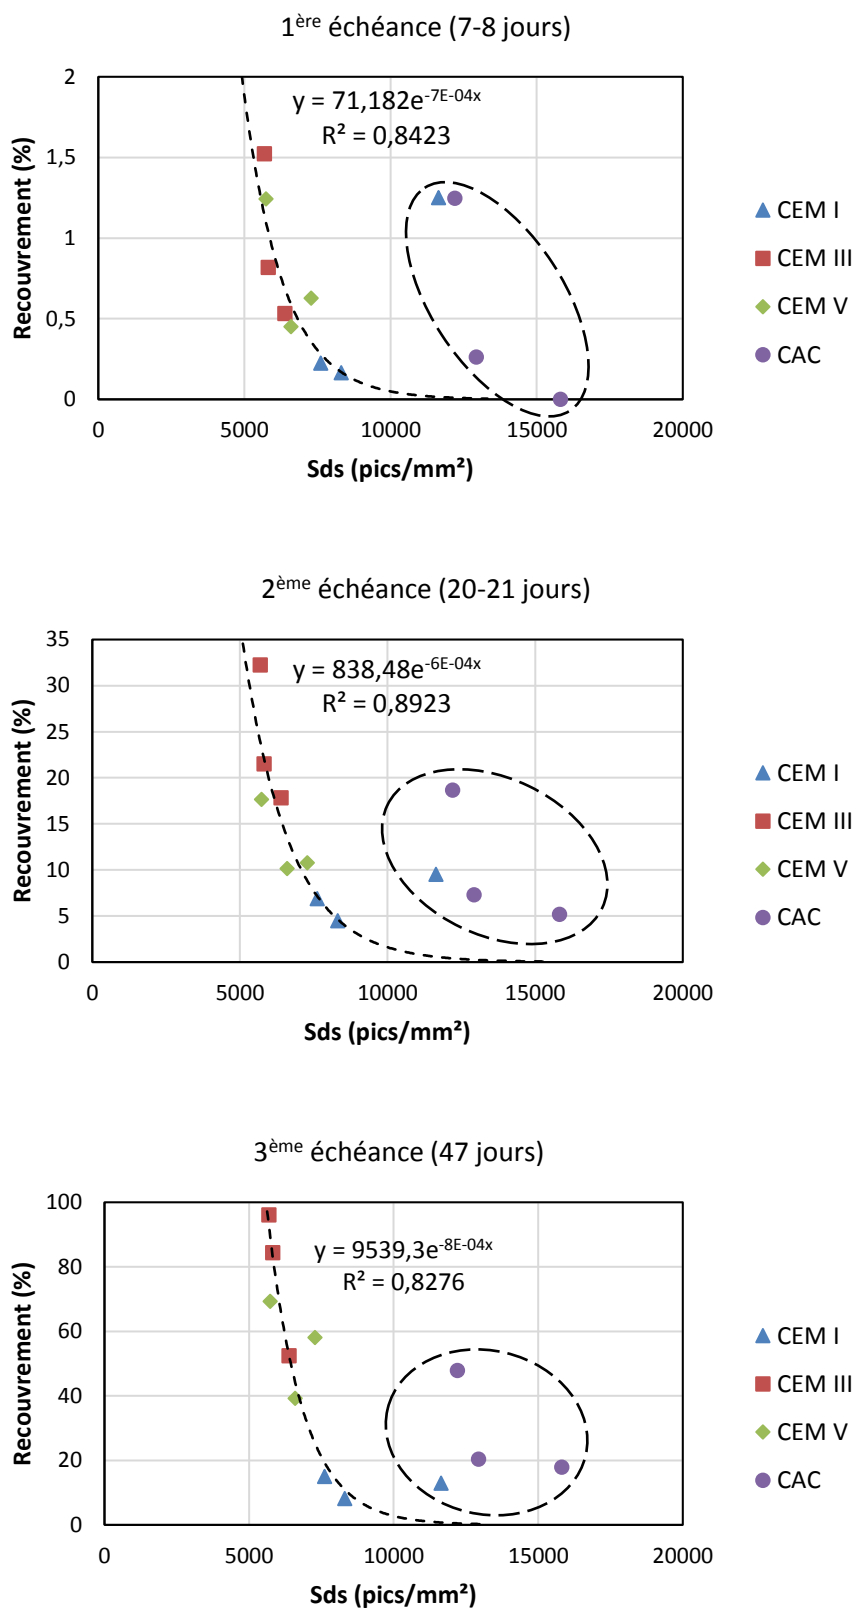 1ère échéance (7-8 jours)
y = 71,182e-7E-04x
R² = 0,8423
Recouvrement (%)
2
1,5
1
0,5
0
0 5000 10000 15000 20000
Sds (pics/mm²)
CEM I
CEM III
CEM V
CAC
2ème échéance (20-21 jours)
y = 838,48e-6E-04x
R² = 0,8923
Recouvrement (%)
35
30
25
20
15
10
5
0
0 5000 10000 15000 20000
Sds (pics/mm²)
CEM I
CEM III
CEM V
CAC
3ème échéance (47 jours)
y = 9539,3e-8E-04x
R² = 0,8276
Recouvrement (%)
100
80
60
40
20
0
0 5000 10000 15000 20000
Sds (pics/mm²)
CEM I
CEM III
CEM V
CAC